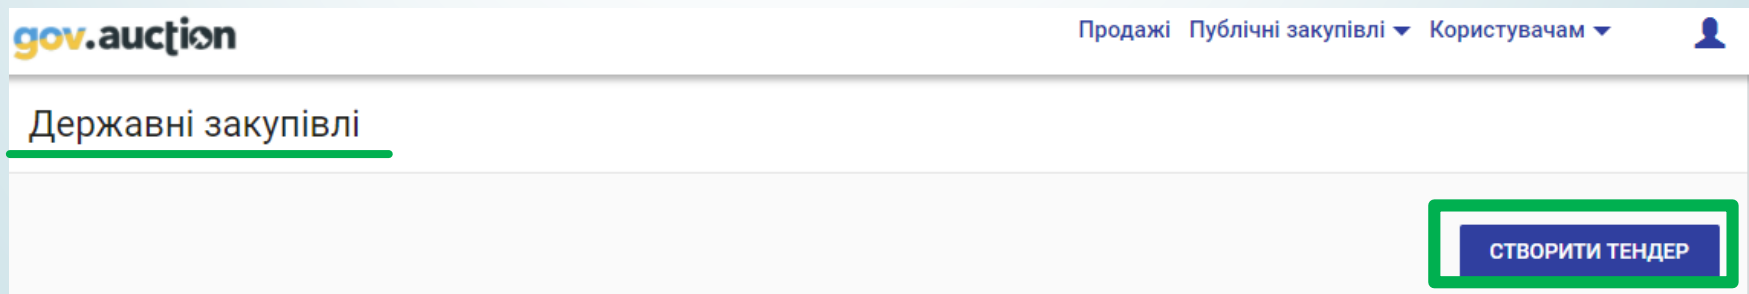 gov.auction
Продажі Публічні закупівлі Користувачам
Державні закупівлі
СТВОРИТИ ТЕНДЕР